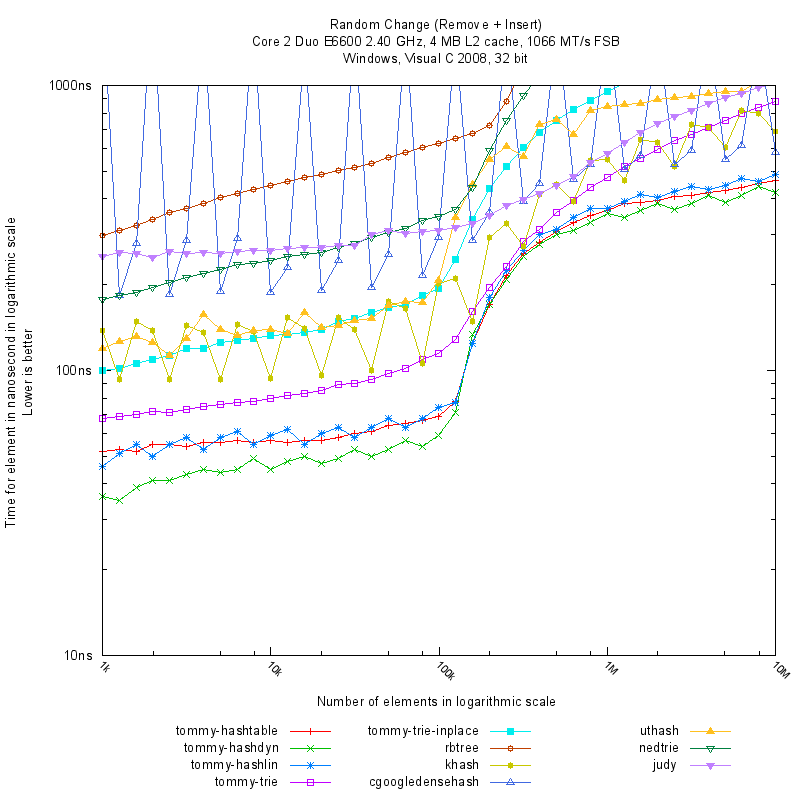 Random Change (Remove + Insert)
Core 2 Duo E6600 2.40 GHz, 4 MB L2 cache, 1066 MT/s FSB
Windows, Visual C 2008, 32 bit
Time for element in nanosecond in logarithmic scale
Lower is better
1000ns
100ns
10ns
1k
10k
100k
1M
10M
Number of elements in logarithmic scale
tommy-hashtable
tommy-hashdyn
tommy-hashlin
tommy-trie
tommy-trie-inplace
rbtree
khash
cgoogledensehash
uthash
nedtrie
judy